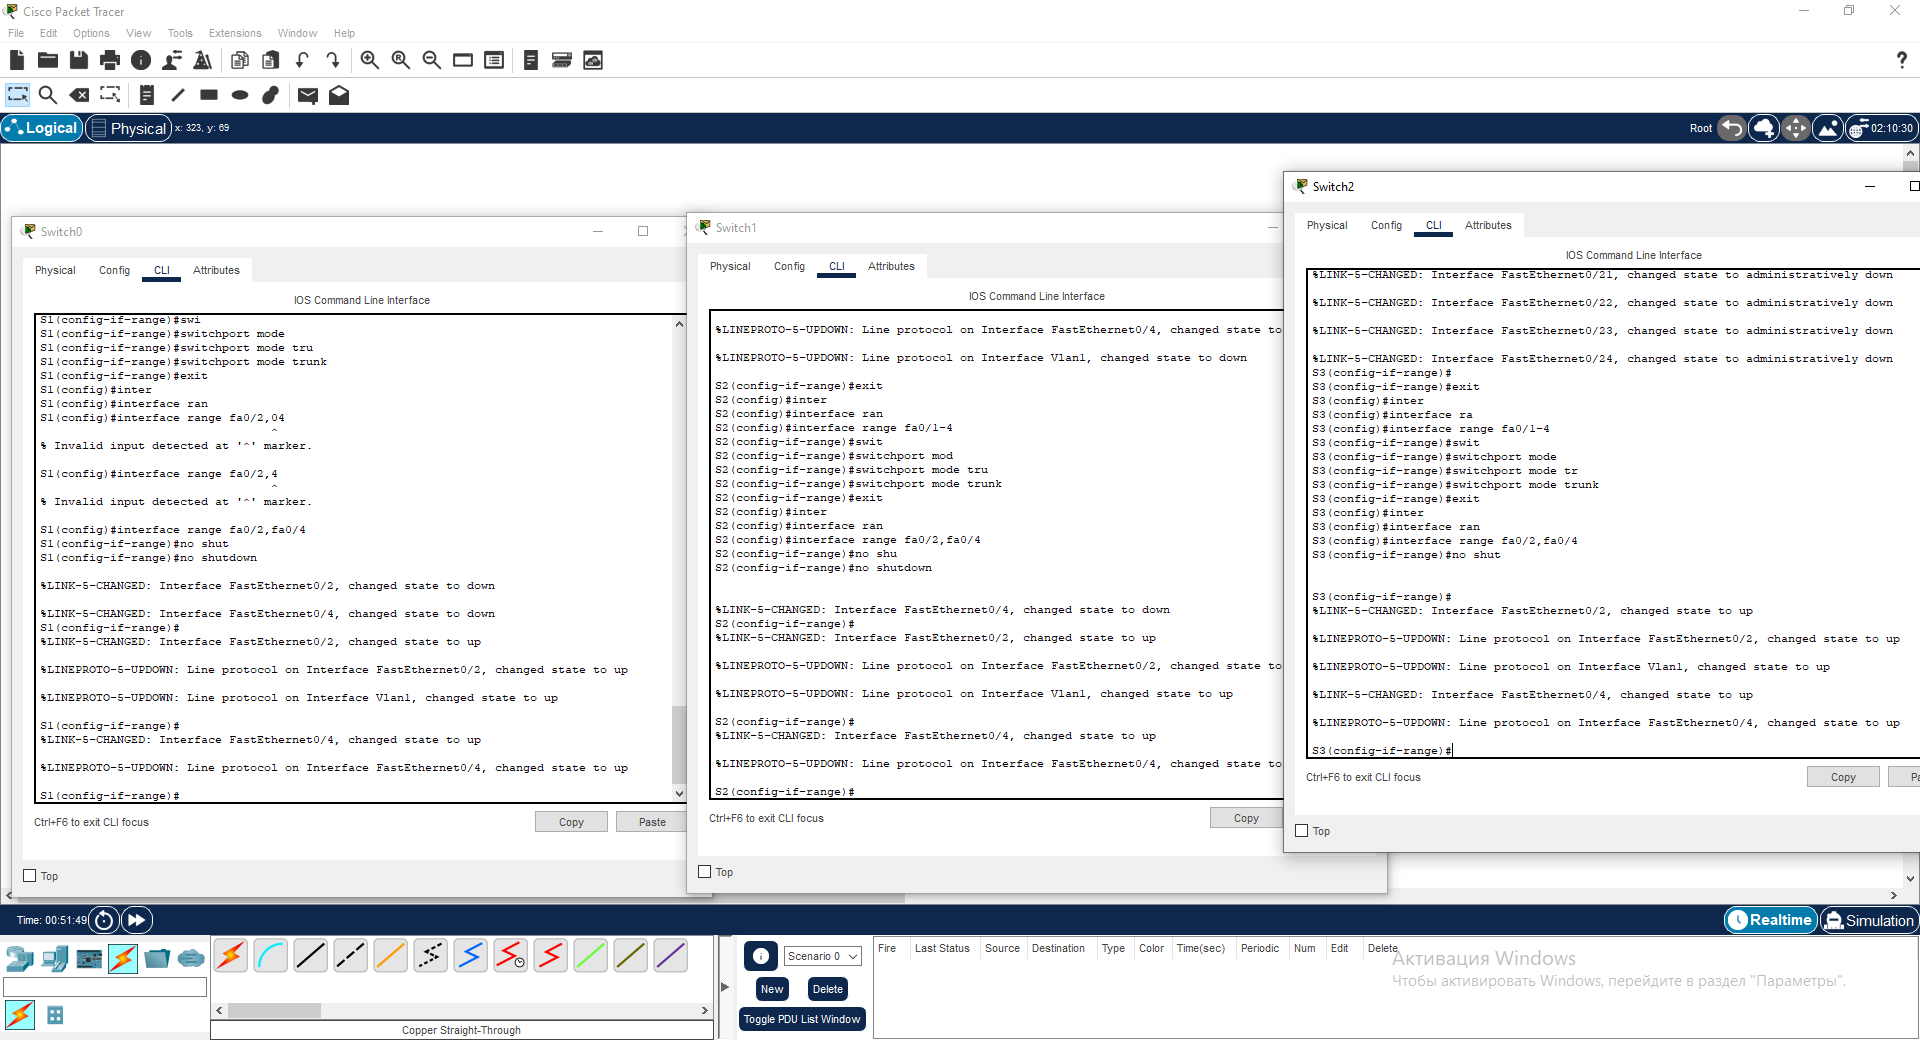 Cisco Packet Tracer
File Edit Options View Tools Extensions Window Help
Logical Physical x: 323, y: 69
Root 02:10:30
Switch0
Physical Config CLI Attributes
IOS Command Line Interface
S1(config-if-range)#swi
S1(config-if-range)#switchport mode
S1(config-if-range)#switchport mode tru
S1(config-if-range)#switchport mode trunk
S1(config-if-range)#exit
S1(config)#inter
S1(config)#interface ran
S1(config)#interface range fa0/2,04
^
% Invalid input detected at '^' marker.
S1(config)#interface range fa0/2,4
^
% Invalid input detected at '^' marker.
S1(config)#interface range fa0/2,fa0/4
S1(config-if-range)#no shut
S1(config-if-range)#no shutdown
%LINK-5-CHANGED: Interface FastEthernet0/2, changed state to down
%LINK-5-CHANGED: Interface FastEthernet0/4, changed state to down
S1(config-if-range)#
%LINK-5-CHANGED: Interface FastEthernet0/2, changed state to up
%LINEPROTO-5-UPDOWN: Line protocol on Interface FastEthernet0/2, changed state to up
%LINEPROTO-5-UPDOWN: Line protocol on Interface Vlan1, changed state to up
S1(config-if-range)#
%LINK-5-CHANGED: Interface FastEthernet0/4, changed state to up
%LINEPROTO-5-UPDOWN: Line protocol on Interface FastEthernet0/4, changed state to up
S1(config-if-range)#
Ctrl+F6 to exit CLI focus
Copy Paste
Top
Switch1
Physical Config CLI Attributes
IOS Command Line Interface
%LINEPROTO-5-UPDOWN: Line protocol on Interface FastEthernet0/4, changed state to
%LINEPROTO-5-UPDOWN: Line protocol on Interface Vlan1, changed state to down
S2(config-if-range)#exit
S2(config)#inter
S2(config)#interface ran
S2(config)#interface range fa0/1-4
S2(config-if-range)#swit
S2(config-if-range)#switchport mod
S2(config-if-range)#switchport mode tru
S2(config-if-range)#switchport mode trunk
S2(config-if-range)#exit
S2(config)#inter
S2(config)#interface ran
S2(config)#interface range fa0/2,fa0/4
S2(config-if-range)#no shu
S2(config-if-range)#no shutdown
%LINK-5-CHANGED: Interface FastEthernet0/4, changed state to down
S2(config-if-range)#
%LINK-5-CHANGED: Interface FastEthernet0/2, changed state to up
%LINEPROTO-5-UPDOWN: Line protocol on Interface FastEthernet0/2, changed state to
%LINEPROTO-5-UPDOWN: Line protocol on Interface Vlan1, changed state to up
S2(config-if-range)#
%LINK-5-CHANGED: Interface FastEthernet0/4, changed state to up
%LINEPROTO-5-UPDOWN: Line protocol on Interface FastEthernet0/4, changed state to
S2(config-if-range)#
Ctrl+F6 to exit CLI focus
Copy
Top
Switch2
Physical Config CLI Attributes
IOS Command Line Interface
%LINK-5-CHANGED: Interface FastEthernet0/21, changed state to administratively down
%LINK-5-CHANGED: Interface FastEthernet0/22, changed state to administratively down
%LINK-5-CHANGED: Interface FastEthernet0/23, changed state to administratively down
%LINK-5-CHANGED: Interface FastEthernet0/24, changed state to administratively down
S3(config-if-range)#
S3(config-if-range)#exit
S3(config)#inter
S3(config)#interface ra
S3(config)#interface range fa0/1-4
S3(config-if-range)#swit
S3(config-if-range)#switchport mode
S3(config-if-range)#switchport mode tr
S3(config-if-range)#switchport mode trunk
S3(config-if-range)#exit
S3(config)#inter
S3(config)#interface ran
S3(config)#interface range fa0/2,fa0/4
S3(config-if-range)#no shut
S3(config-if-range)#
%LINK-5-CHANGED: Interface FastEthernet0/2, changed state to up
%LINEPROTO-5-UPDOWN: Line protocol on Interface FastEthernet0/2, changed state to up
%LINEPROTO-5-UPDOWN: Line protocol on Interface Vlan1, changed state to up
%LINK-5-CHANGED: Interface FastEthernet0/4, changed state to up
%LINEPROTO-5-UPDOWN: Line protocol on Interface FastEthernet0/4, changed state to up
S3(config-if-range)#
Ctrl+F6 to exit CLI focus
Copy Pa
Top
Time: 00:51:49
Realtime Simulation
Copper Straight-Through
Scenario 0
New Delete
Toggle PDU List Window
Fire Last Status Source Destination Type Color Time(sec) Periodic Num Edit Delete
Активация Windows
Чтобы активировать Windows, перейдите в раздел "Параметры".